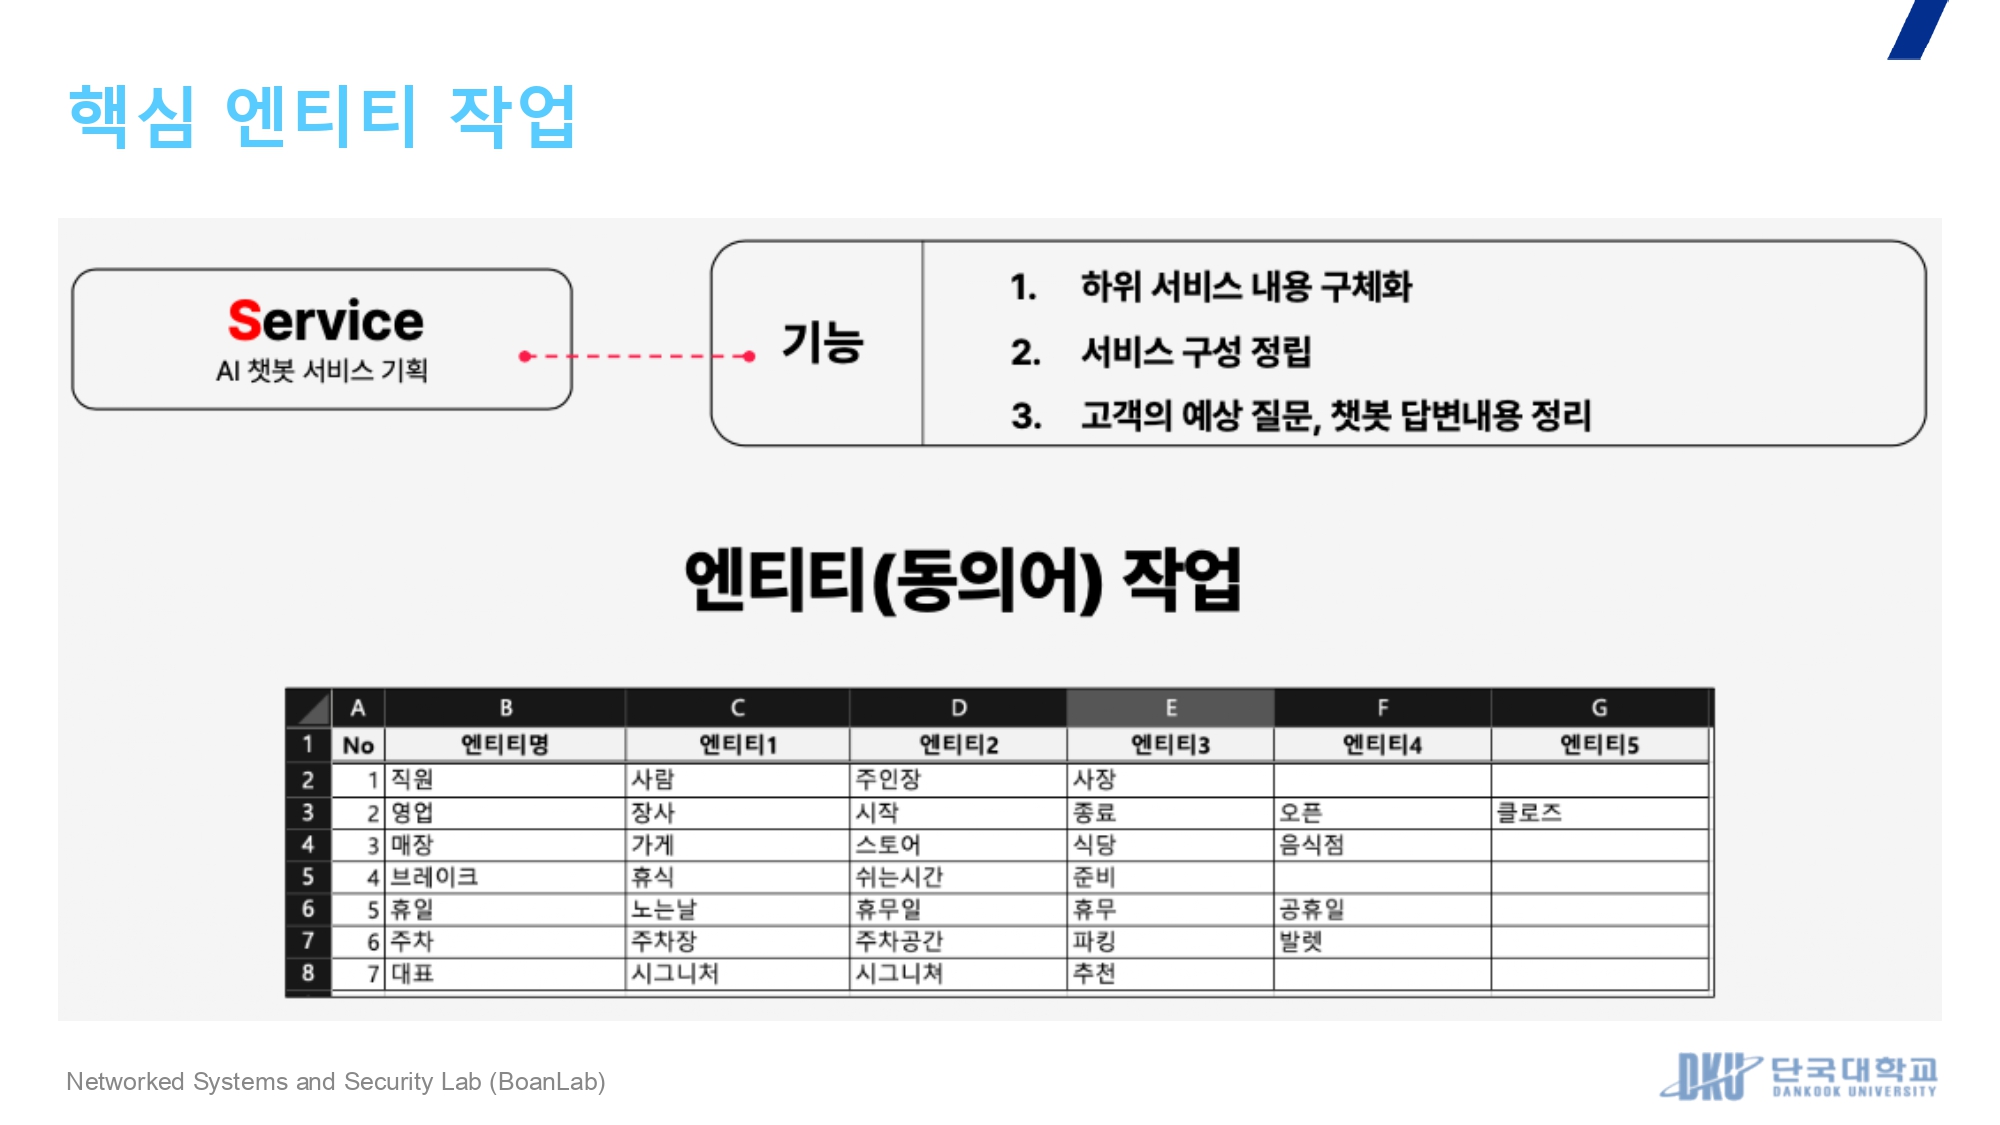 핵심 엔티티 작업
Service
AI 챗봇 서비스 기획
기능
1. 하위 서비스 내용 구체화
2. 서비스 구성 정립
3. 고객의 예상 질문, 챗봇 답변내용 정리
엔티티(동의어) 작업
A B C D E F G
1 No 엔티티명 엔티티1 엔티티2 엔티티3 엔티티4 엔티티5
2 1 직원 사람 주인장 사장
3 2 영업 장사 시작 종료 오픈 클로즈
4 3 매장 가게 스토어 식당 음식점
5 4 브레이크 휴식 쉬는시간 준비
6 5 휴일 노는날 휴무일 휴무 공휴일
7 6 주차 주차장 주차공간 파킹 발렛
8 7 대표 시그니처 시그니쳐 추천
Networked Systems and Security Lab (BoanLab)
DKU 단국대학교
DANKOOK UNIVERSITY